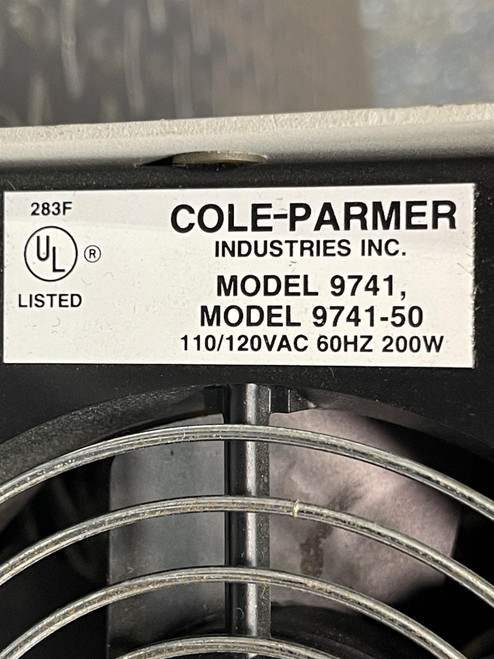 283F
UL ®
LISTED
COLE-PARMER
INDUSTRIES INC.
MODEL 9741,
MODEL 9741-50
110/120VAC 60HZ 200W